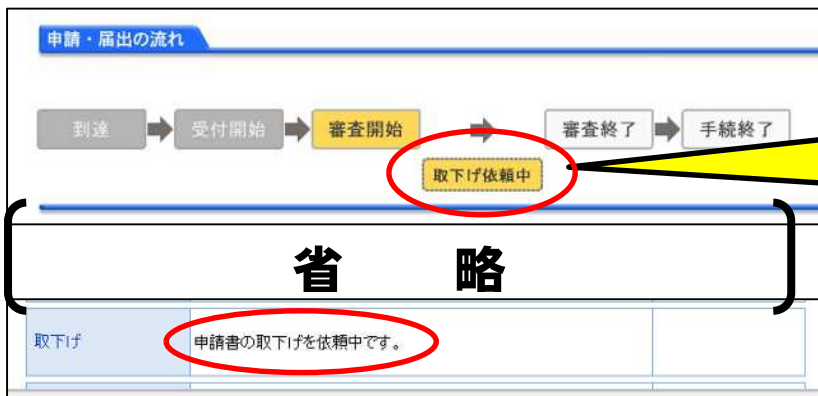 申請・届出の流れ
到達 受付開始 審査開始 審査終了 手続終了
取下げ依頼中
省略
取下げ 申請書の取下げを依頼中です。